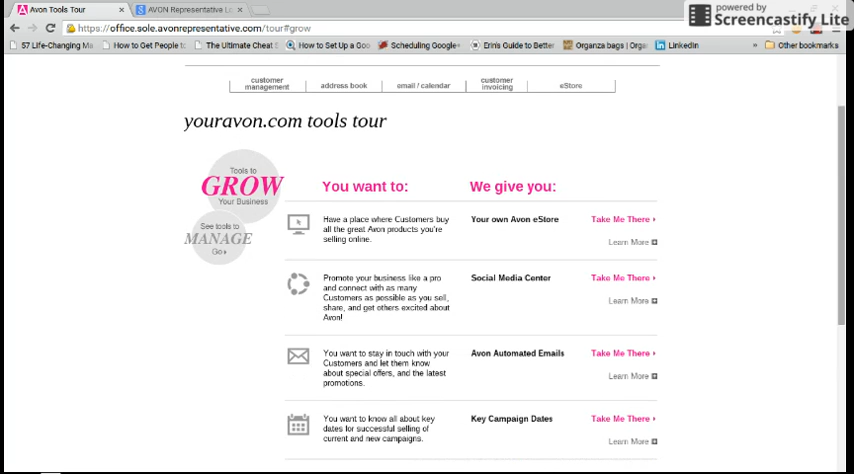 Avon Tools Tour
AVON Representative Lo
powered by
Screencastify Lite
https://office.sole.avonrepresentative.com/tour#grow
57 Life-Changing Ma
How to Get People to
The Ultimate Cheat S
How to Set Up a Goo
Scheduling Google+
Erin's Guide to Better
Organza bags | Orga
LinkedIn
»
Other bookmarks
customer
management
address book
email / calendar
customer
invoicing
eStore
youravon.com tools tour
Tools to
GROW
Your Business
See tools to
MANAGE
Go
You want to:
We give you:
Have a place where Customers buy
all the great Avon products you're
selling online.
Your own Avon eStore
Take Me There
Learn More
Promote your business like a pro
and connect with as many
Customers as possible as you sell,
share, and get others excited about
Avon!
Social Media Center
Take Me There
Learn More
You want to stay in touch with your
Customers and let them know
about special offers, and the latest
promotions.
Avon Automated Emails
Take Me There
Learn More
You want to know all about key
dates for successful selling of
current and new campaigns.
Key Campaign Dates
Take Me There
Learn More